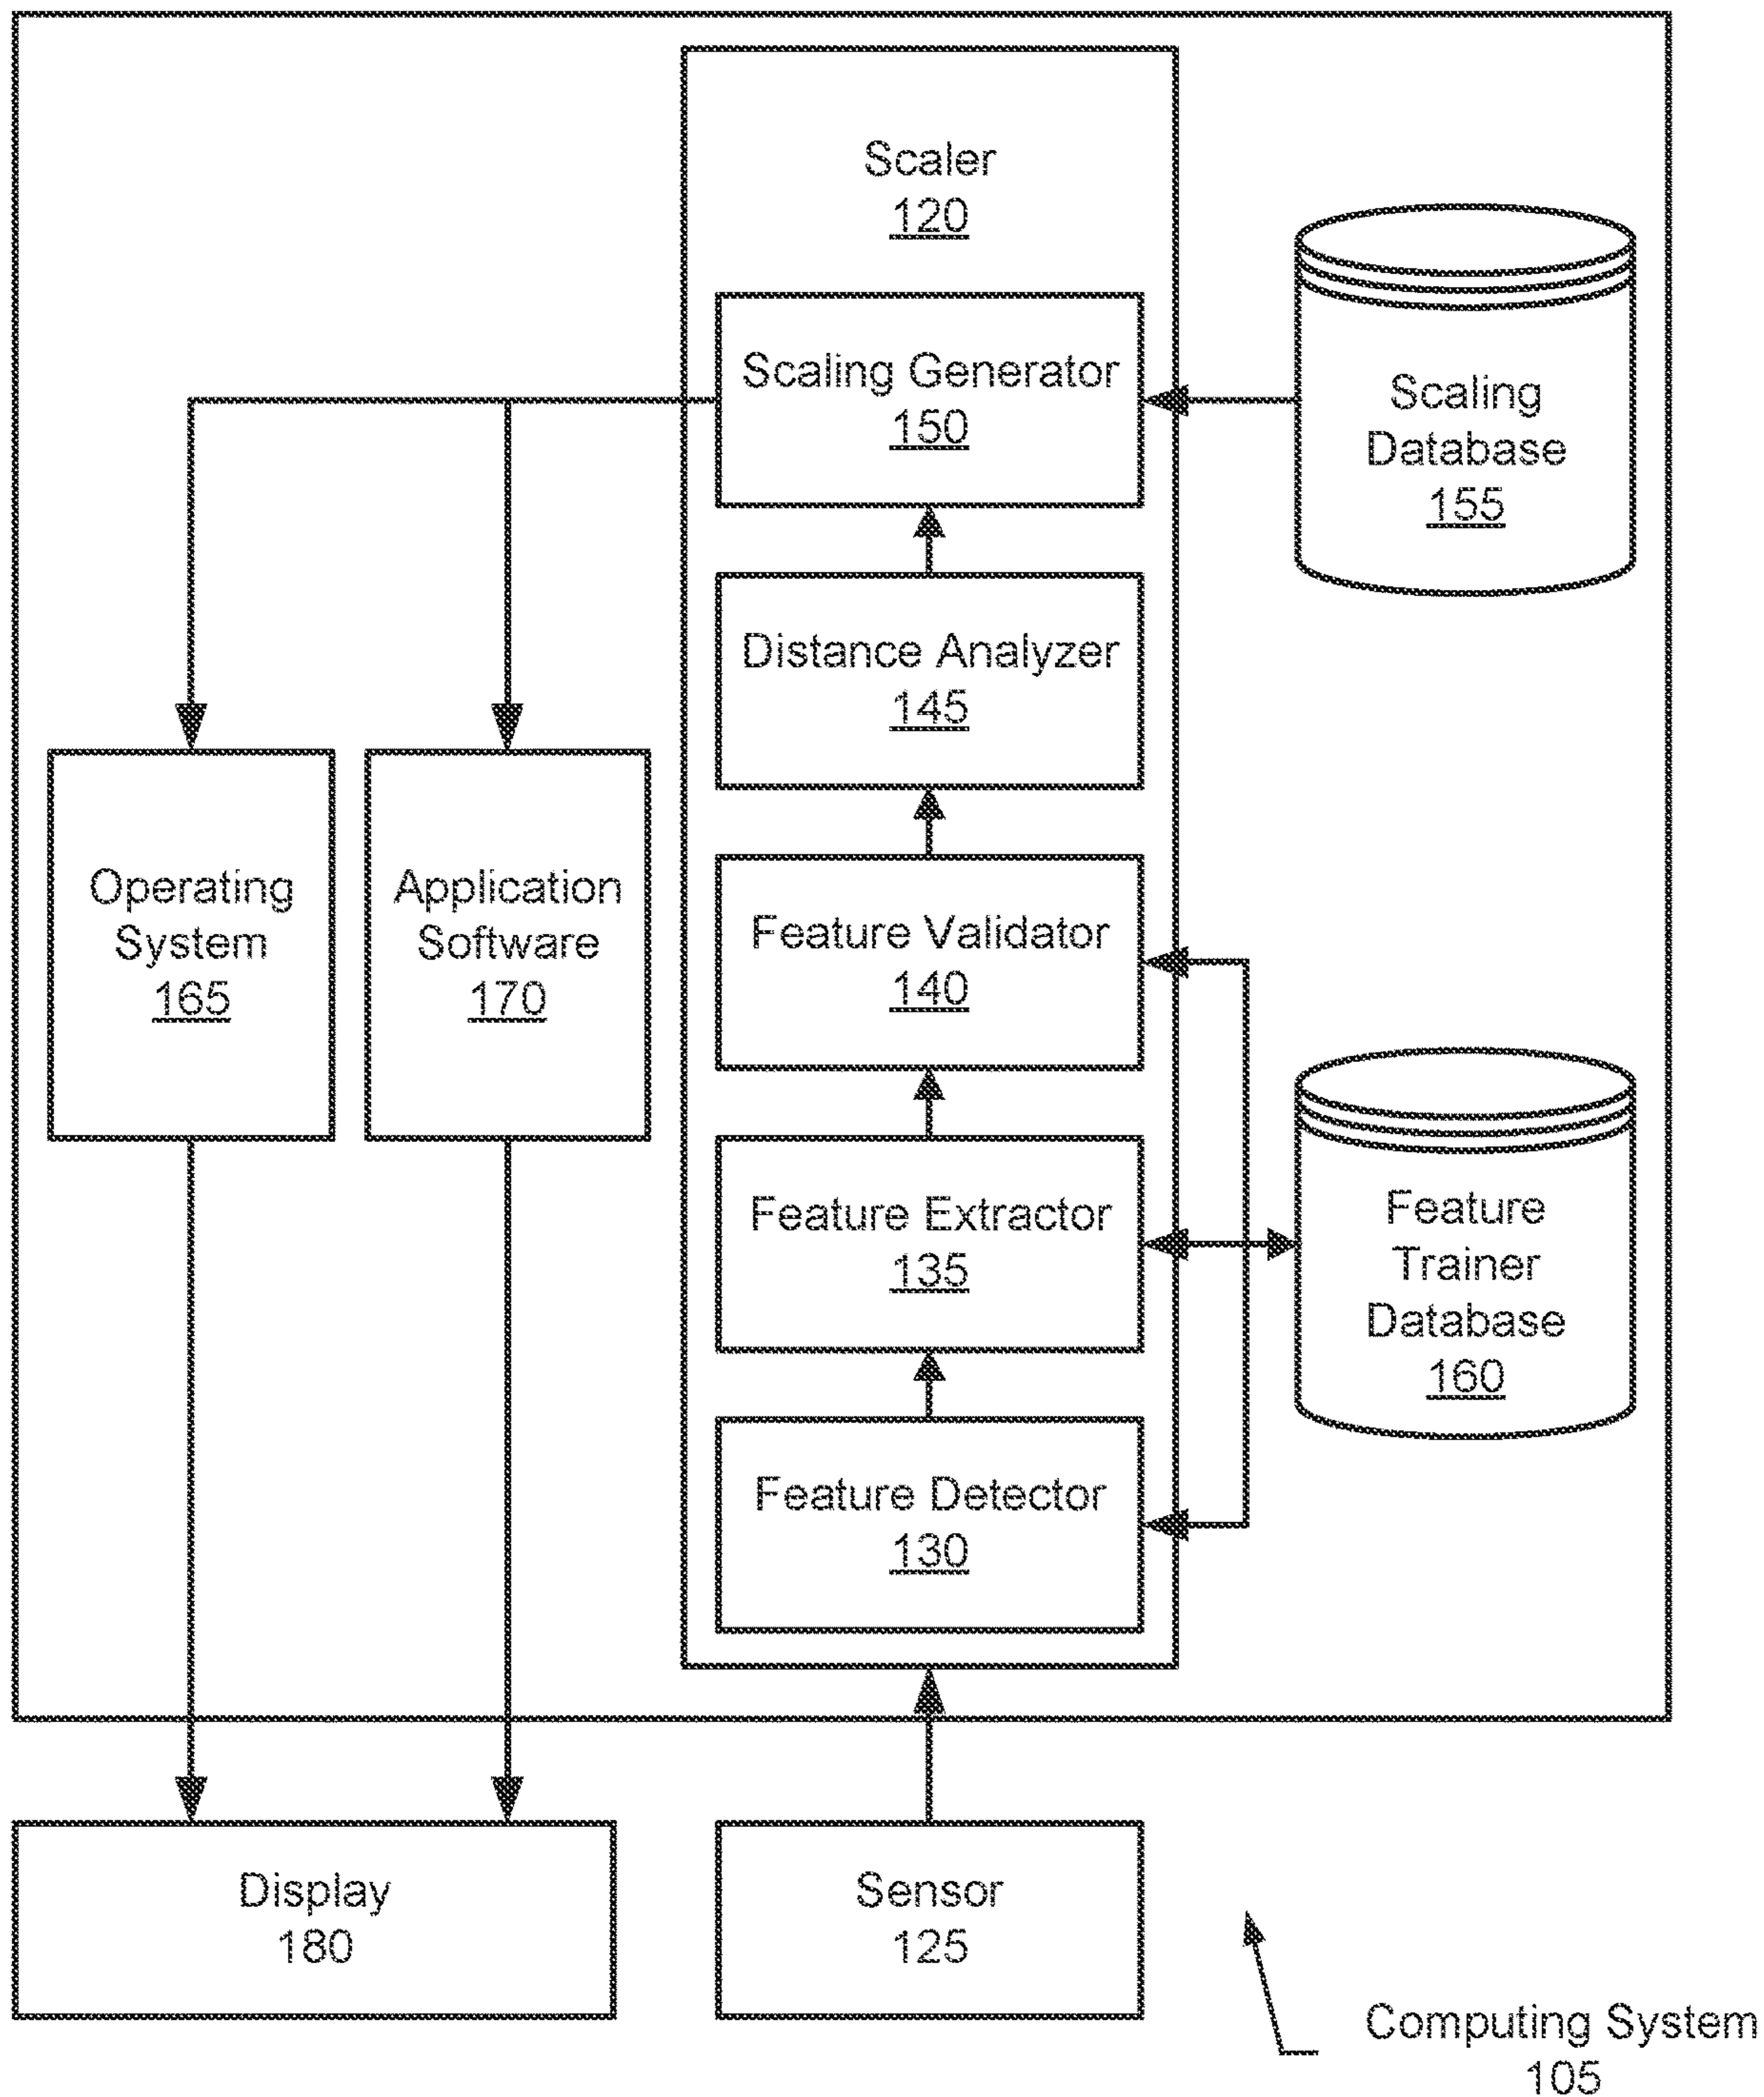 Scaler
120
Scaling Generator
150
Scaling
Database
155
Distance Analyzer
145
Operating
System
165
Application
Software
170
Feature Validator
140
Feature Extractor
135
Feature
Trainer
Database
160
Feature Detector
130
Display
180
Sensor
125
Computing System
105